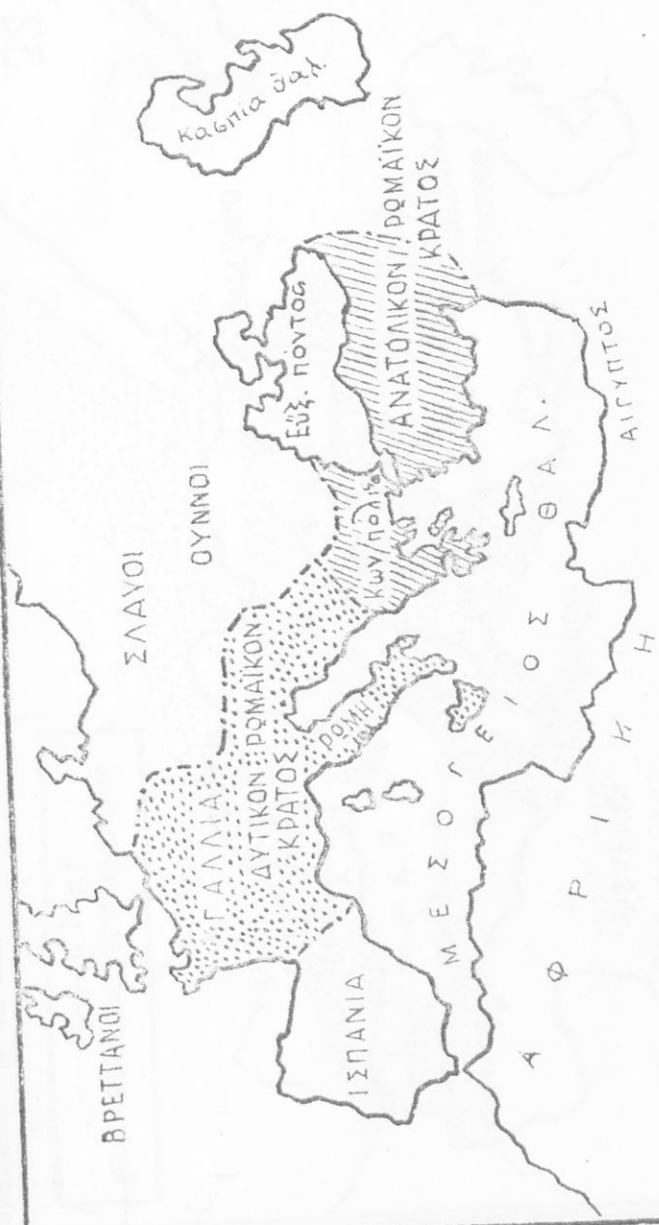 ΒΡΕΤΤΑΝΟΙ
ΣΛΑΥΟΙ
ΟΥΝΝΟΙ
Κασπία θαλ.
ΓΑΛΛΙΑ
ΔΥΤΙΚΟΝ ΡΩΜΑΪΚΟΝ
ΚΡΑΤΟΣ
Εὔξ. πόντος
ΙΣΠΑΝΙΑ
ΡΩΜΗ
Κων/πολις
ΑΝΑΤΟΛΙΚΟΝ ΡΩΜΑΪΚΟΝ
ΚΡΑΤΟΣ
ΜΕΣΟΓΕΙΟΣ ΘΑΛ.
ΑΙΓΥΠΤΟΣ
ΑΦΡΙΚΗ